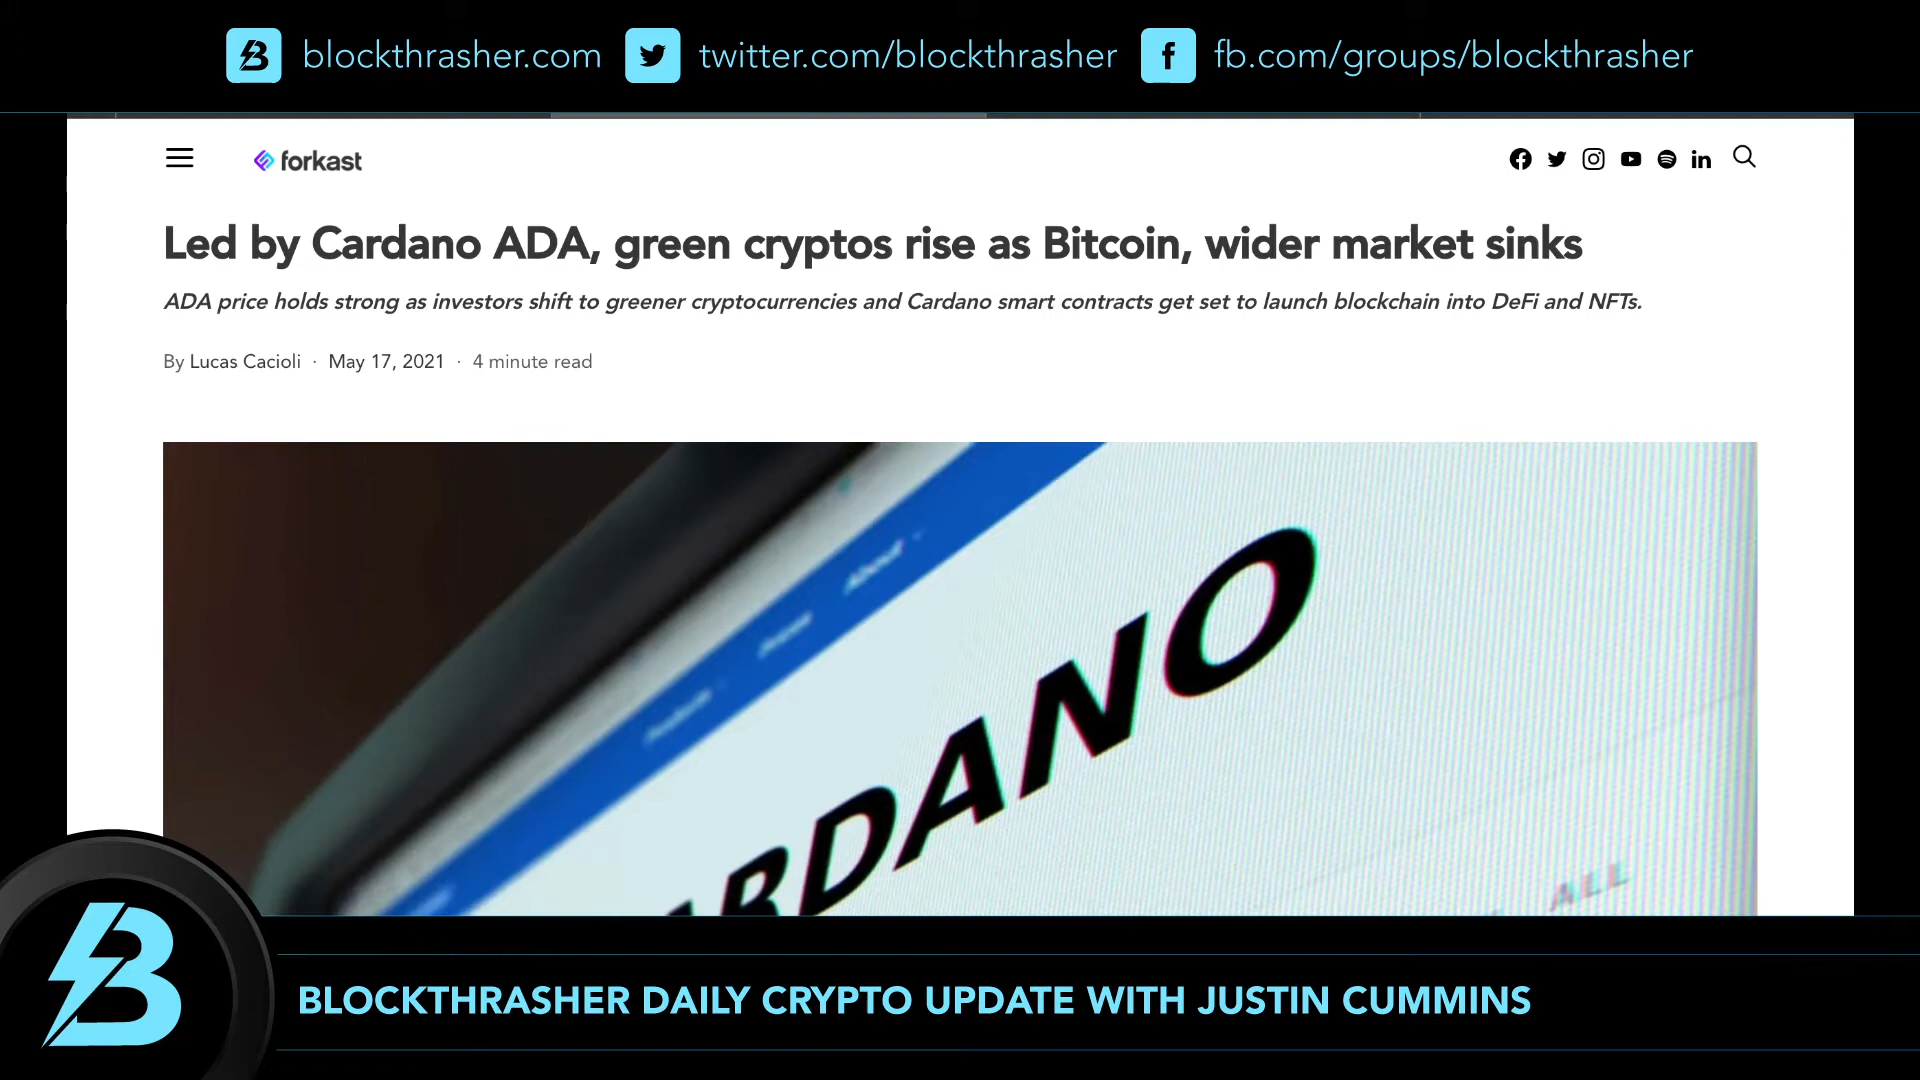 blockthrasher.com twitter.com/blockthrasher fb.com/groups/blockthrasher
forkast
Led by Cardano ADA, green cryptos rise as Bitcoin, wider market sinks
ADA price holds strong as investors shift to greener cryptocurrencies and Cardano smart contracts get set to launch blockchain into DeFi and NFTs.
By Lucas Cacioli · May 17, 2021 · 4 minute read
About
RDANO
ALL
BLOCKTHRASHER DAILY CRYPTO UPDATE WITH JUSTIN CUMMINS